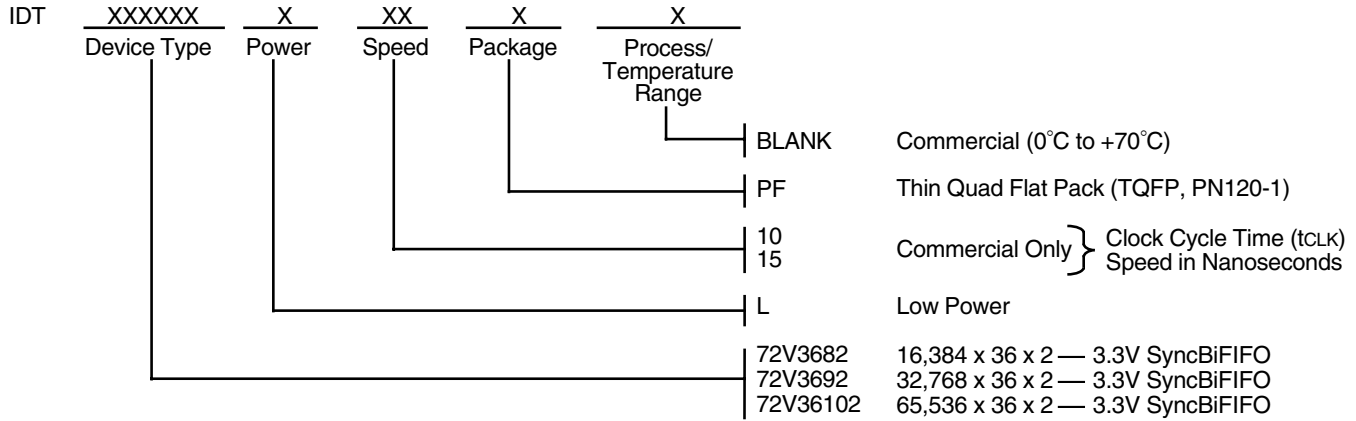 IDT XXXXXX X XX X X
Device Type Power Speed Package Process/
Temperature
Range
BLANK Commercial (0°C to +70°C)
PF Thin Quad Flat Pack (TQFP, PN120-1)
10
15
Commercial Only } Clock Cycle Time (tCLK)
Speed in Nanoseconds
L Low Power
72V3682 16,384 x 36 x 2 — 3.3V SyncBiFIFO
72V3692 32,768 x 36 x 2 — 3.3V SyncBiFIFO
72V36102 65,536 x 36 x 2 — 3.3V SyncBiFIFO